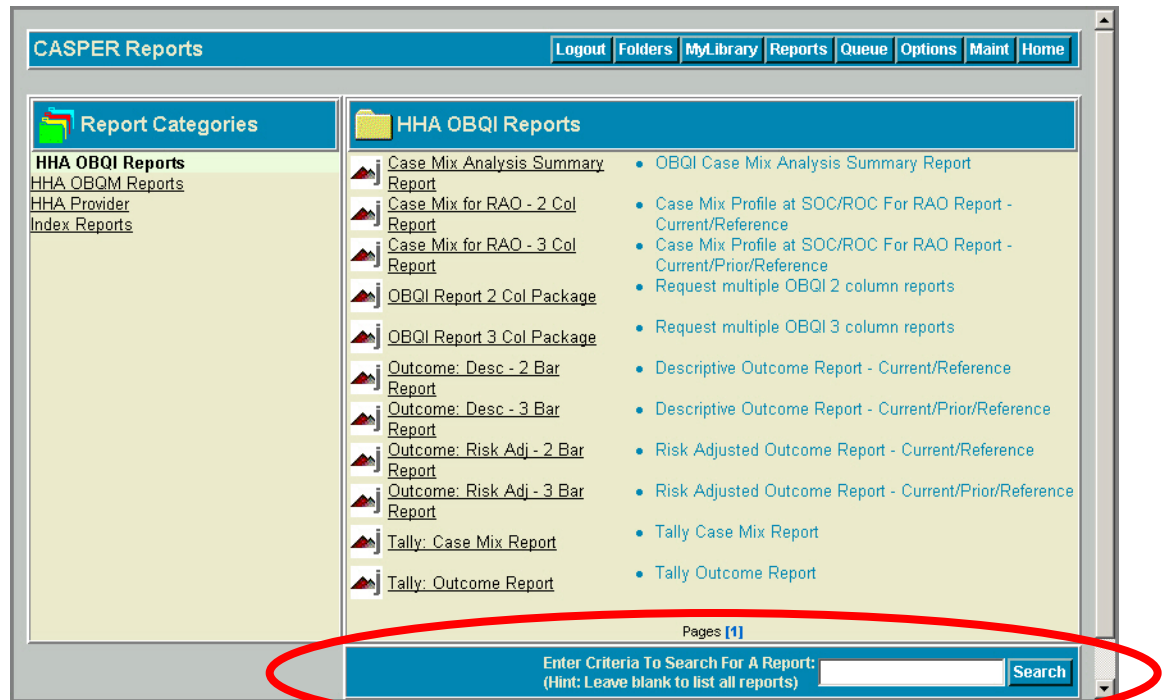 CASPER Reports
Logout Folders MyLibrary Reports Queue Options Maint Home
Report Categories
HHA OBQI Reports
HHA OBQM Reports
HHA Provider
Index Reports
HHA OBQI Reports
Case Mix Analysis Summary
Report
OBQI Case Mix Analysis Summary Report
Case Mix for RAO - 2 Col
Report
Case Mix Profile at SOC/ROC For RAO Report -
Current/Reference
Case Mix for RAO - 3 Col
Report
Case Mix Profile at SOC/ROC For RAO Report -
Current/Prior/Reference
OBQI Report 2 Col Package
Request multiple OBQI 2 column reports
OBQI Report 3 Col Package
Request multiple OBQI 3 column reports
Outcome: Desc - 2 Bar
Report
Descriptive Outcome Report - Current/Reference
Outcome: Desc - 3 Bar
Report
Descriptive Outcome Report - Current/Prior/Reference
Outcome: Risk Adj - 2 Bar
Report
Risk Adjusted Outcome Report - Current/Reference
Outcome: Risk Adj - 3 Bar
Report
Risk Adjusted Outcome Report - Current/Prior/Reference
Tally: Case Mix Report
Tally Case Mix Report
Tally: Outcome Report
Tally Outcome Report
Pages [1]
Enter Criteria To Search For A Report:
(Hint: Leave blank to list all reports)
Search